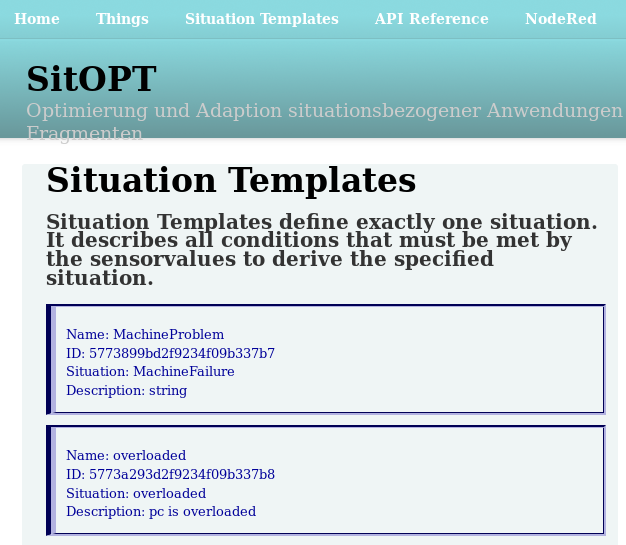 Home Things Situation Templates API Reference NodeRed
SitOPT
Optimierung und Adaption situationsbezogener Anwendungen
Fragmenten
Situation Templates
Situation Templates define exactly one situation.
It describes all conditions that must be met by
the sensorvalues to derive the specified
situation.
Name: MachineProblem
ID: 5773899bd2f9234f09b337b7
Situation: MachineFailure
Description: string
Name: overloaded
ID: 5773a293d2f9234f09b337b8
Situation: overloaded
Description: pc is overloaded